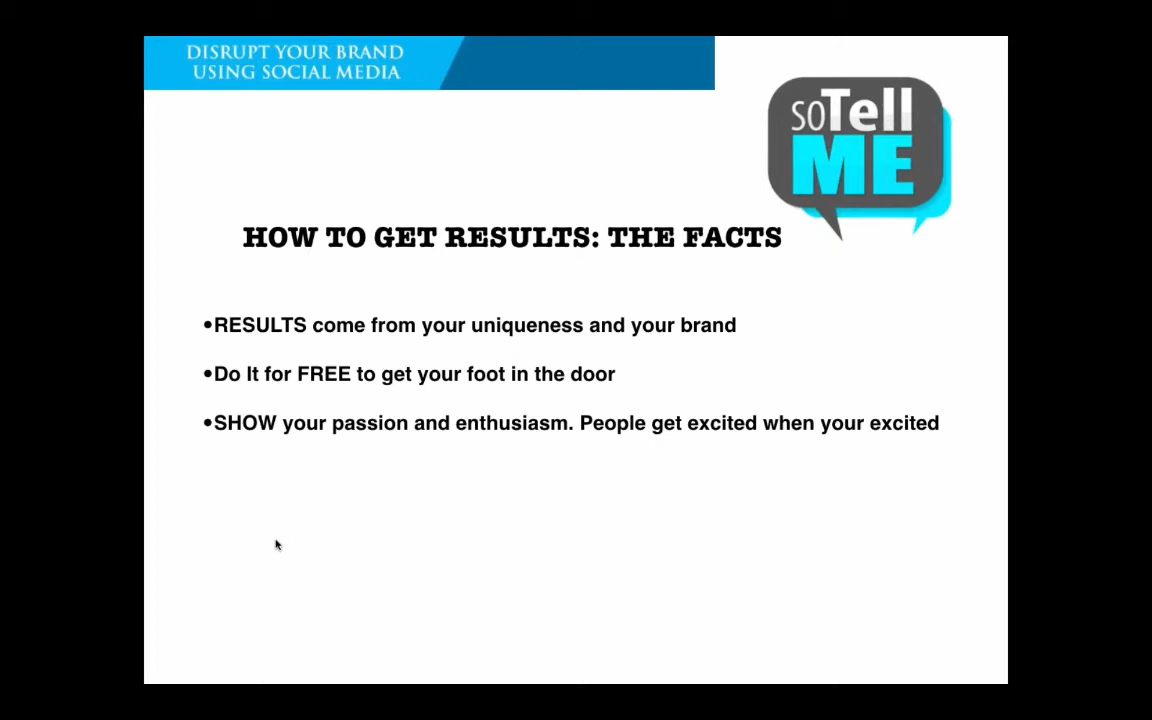 DISRUPT YOUR BRAND
USING SOCIAL MEDIA
soTell
ME
HOW TO GET RESULTS: THE FACTS
•RESULTS come from your uniqueness and your brand
•Do It for FREE to get your foot in the door
•SHOW your passion and enthusiasm. People get excited when your excited